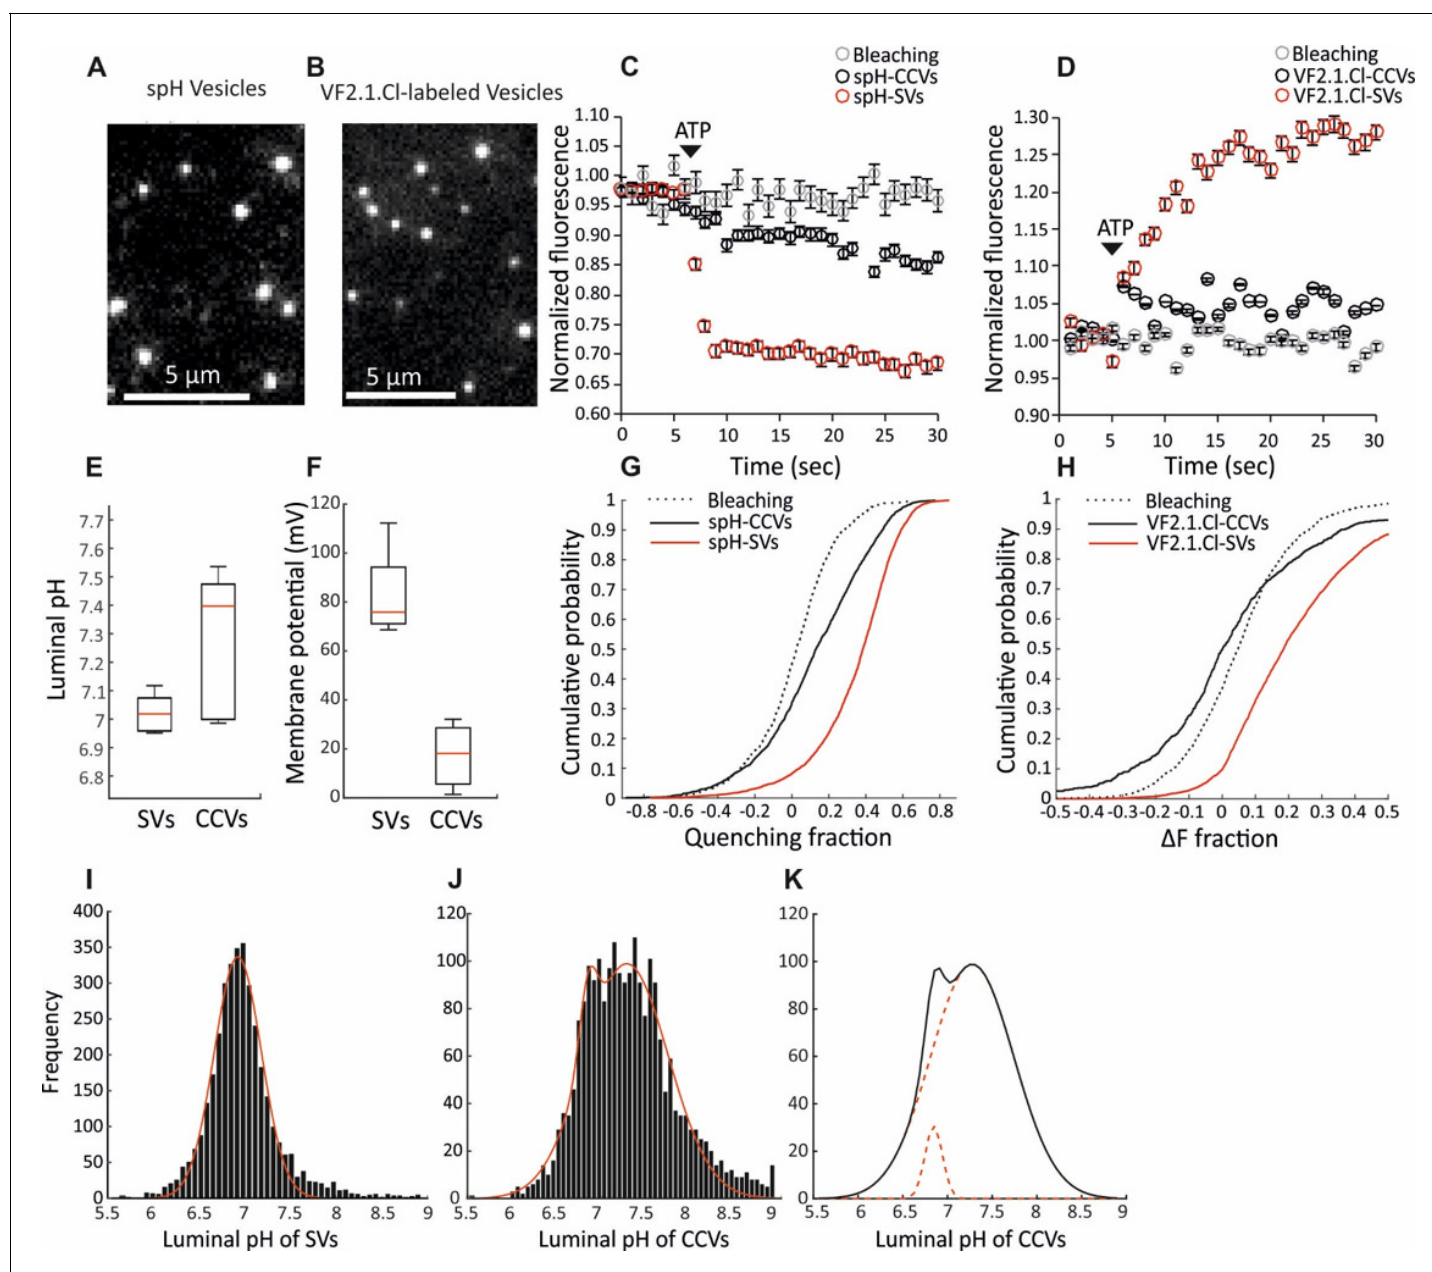 A
spH Vesicles
5 µm
B
VF2.1.Cl-labeled Vesicles
5 µm
C
Bleaching
spH-CCVs
spH-SVs
ATP
Normalized fluorescence
1.10
1.05
1.00
0.95
0.90
0.85
0.80
0.75
0.70
0.65
0.60
0 5 10 15 20 25 30
Time (sec)
D
Bleaching
VF2.1.Cl-CCVs
VF2.1.Cl-SVs
ATP
Normalized fluorescence
1.30
1.25
1.20
1.15
1.10
1.05
1.00
0.95
0.90
0 5 10 15 20 25 30
Time (sec)
E
Luminal pH
7.7
7.6
7.5
7.4
7.3
7.2
7.1
7
6.9
6.8
SVs CCVs
F
Membrane potential (mV)
120
100
80
60
40
20
0
SVs CCVs
G
Bleaching
spH-CCVs
spH-SVs
Cumulative probability
1
0.9
0.8
0.7
0.6
0.5
0.4
0.3
0.2
0.1
0
-0.8 -0.6 -0.4 -0.2 0 0.2 0.4 0.6 0.8
Quenching fraction
H
Bleaching
VF2.1.Cl-CCVs
VF2.1.Cl-SVs
Cumulative probability
1
0.9
0.8
0.7
0.6
0.5
0.4
0.3
0.2
0.1
0
-0.5 -0.4 -0.3 -0.2 -0.1 0 0.1 0.2 0.3 0.4 0.5
ΔF fraction
I
Frequency
400
350
300
250
200
150
100
50
0
5.5 6 6.5 7 7.5 8 8.5 9
Luminal pH of SVs
J
120
100
80
60
40
20
0
5.5 6 6.5 7 7.5 8 8.5 9
Luminal pH of CCVs
K
120
100
80
60
40
20
0
5.5 6 6.5 7 7.5 8 8.5 9
Luminal pH of CCVs